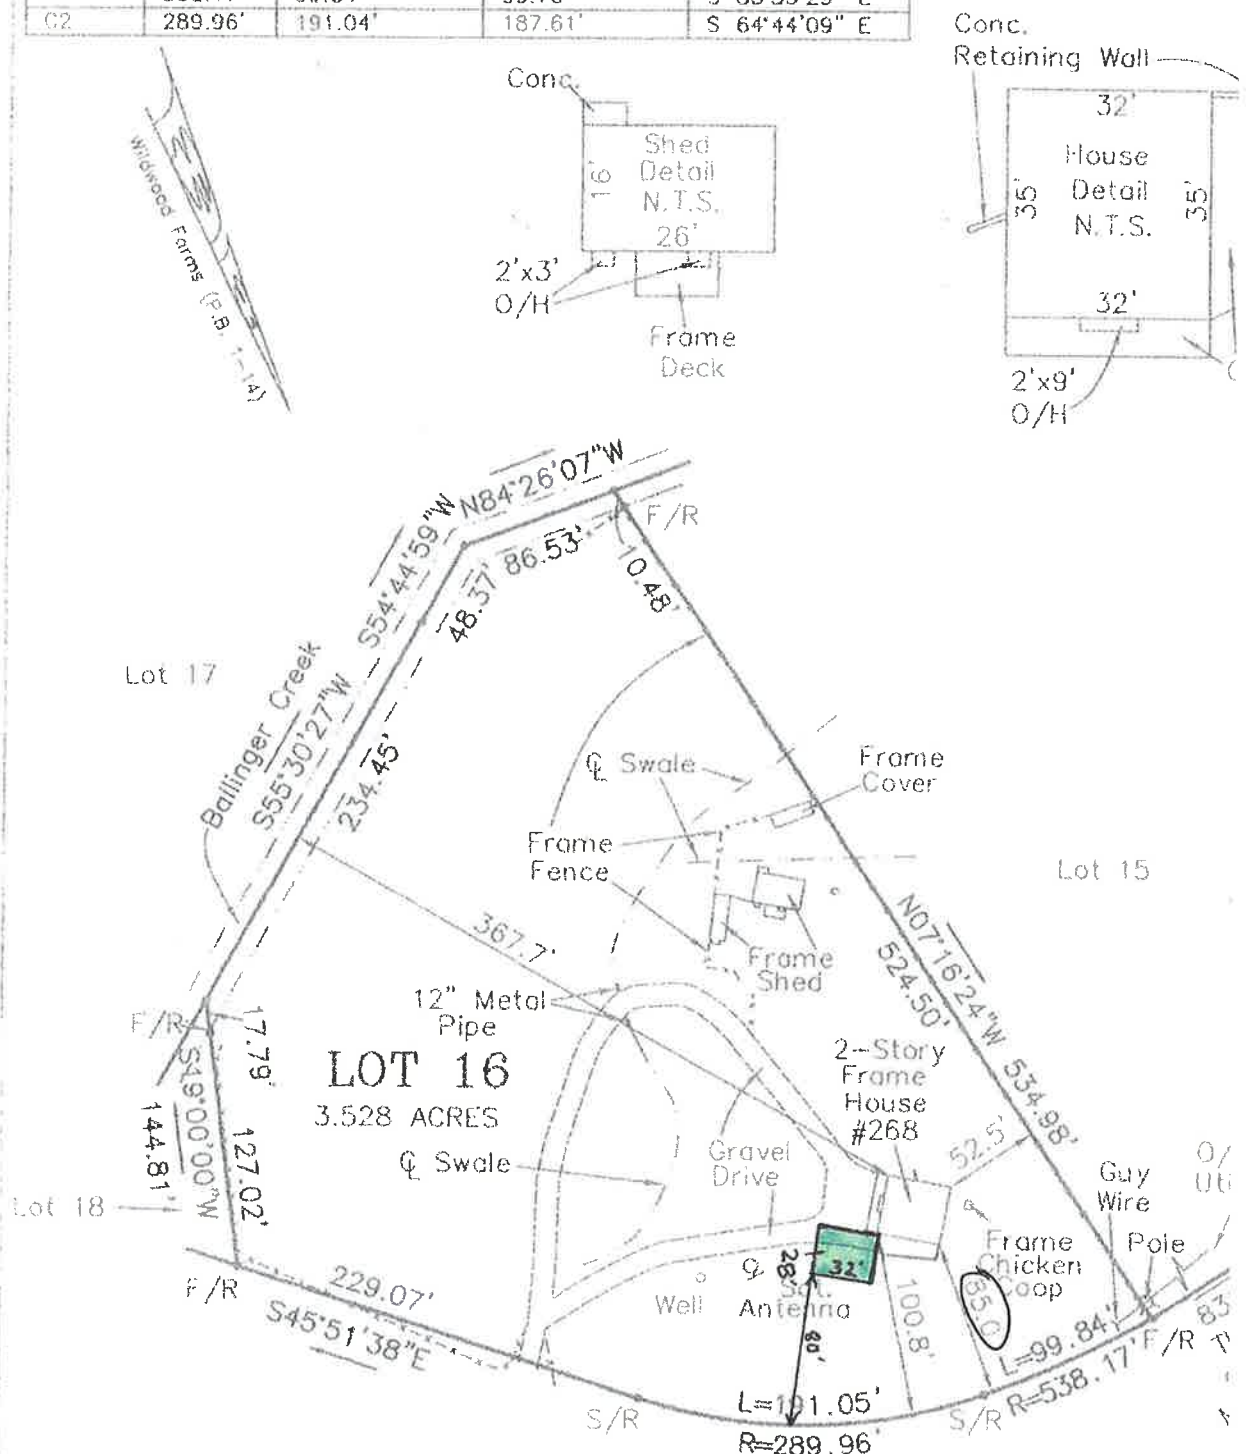 C2 289.96' 191.04' 187.61' S 64°44'09" E
Conc.
Retaining Wall
Conc.
Shed
Detail
N.T.S.
16'
26'
2'x3'
O/H
Frame
Deck
32'
House
Detail
N.T.S.
35'
35'
32'
2'x9'
O/H
Wildwood Farms (P.B. 1-14)
N84°26'07"W
86.53'
F/R
10.48'
S54°44'59"W
48.37'
Lot 17
Ballinger Creek
S55°30'27"W
234.45'
℄ Swale
Frame
Cover
Frame
Fence
Lot 15
367.7'
Frame
Shed
N07°16'24"W 534.98'
524.50'
12" Metal
Pipe
F/R
17.79'
LOT 16
3.528 ACRES
S49°00'00"W
144.81'
127.02'
2-Story
Frame
House
#268
52.5'
℄ Swale
Gravel
Drive
Guy
Wire
Lot 18
Pole
Frame
Chicken
Coop
28'
32'
F/R
229.07'
S45°51'38"E
Well
℄
Sat.
Antenna
80'
100.8'
85.0
L=99.84'
R=538.17'
F/R
83
L=191.05'
R=289.96'
S/R
S/R